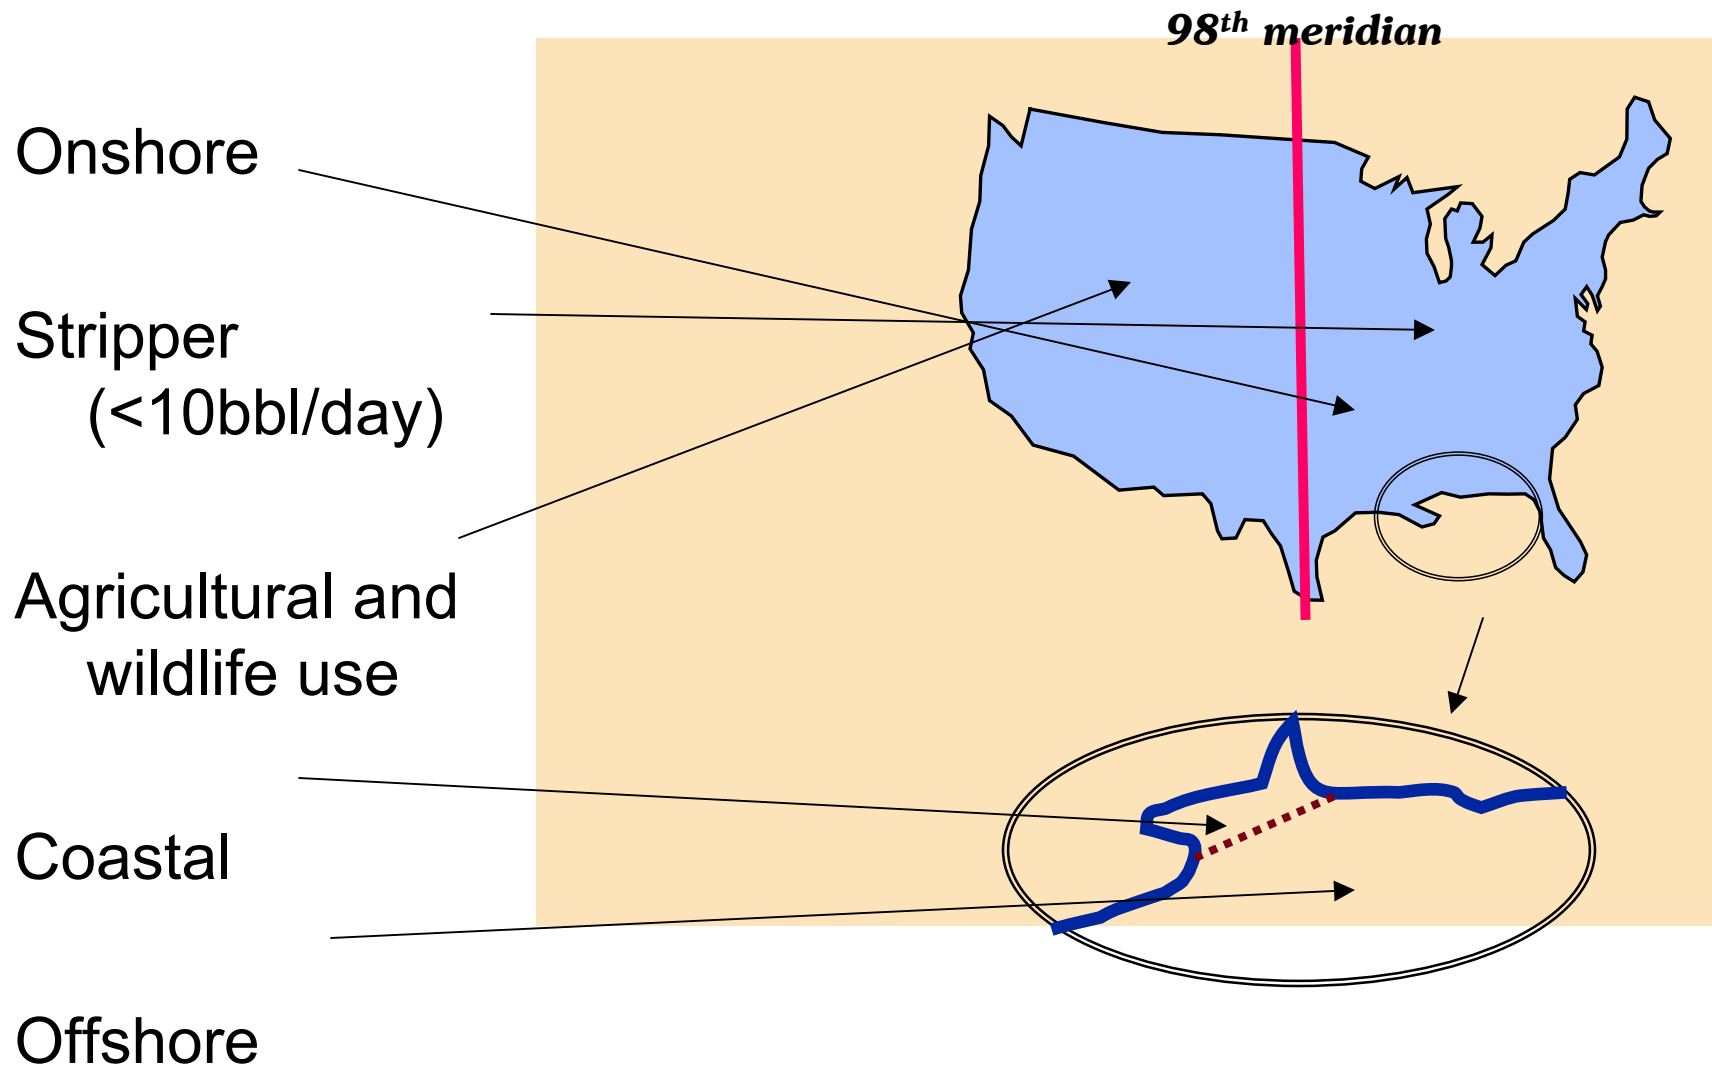 98th meridian
Onshore
Stripper
(<10bbl/day)
Agricultural and
wildlife use
Coastal
Offshore